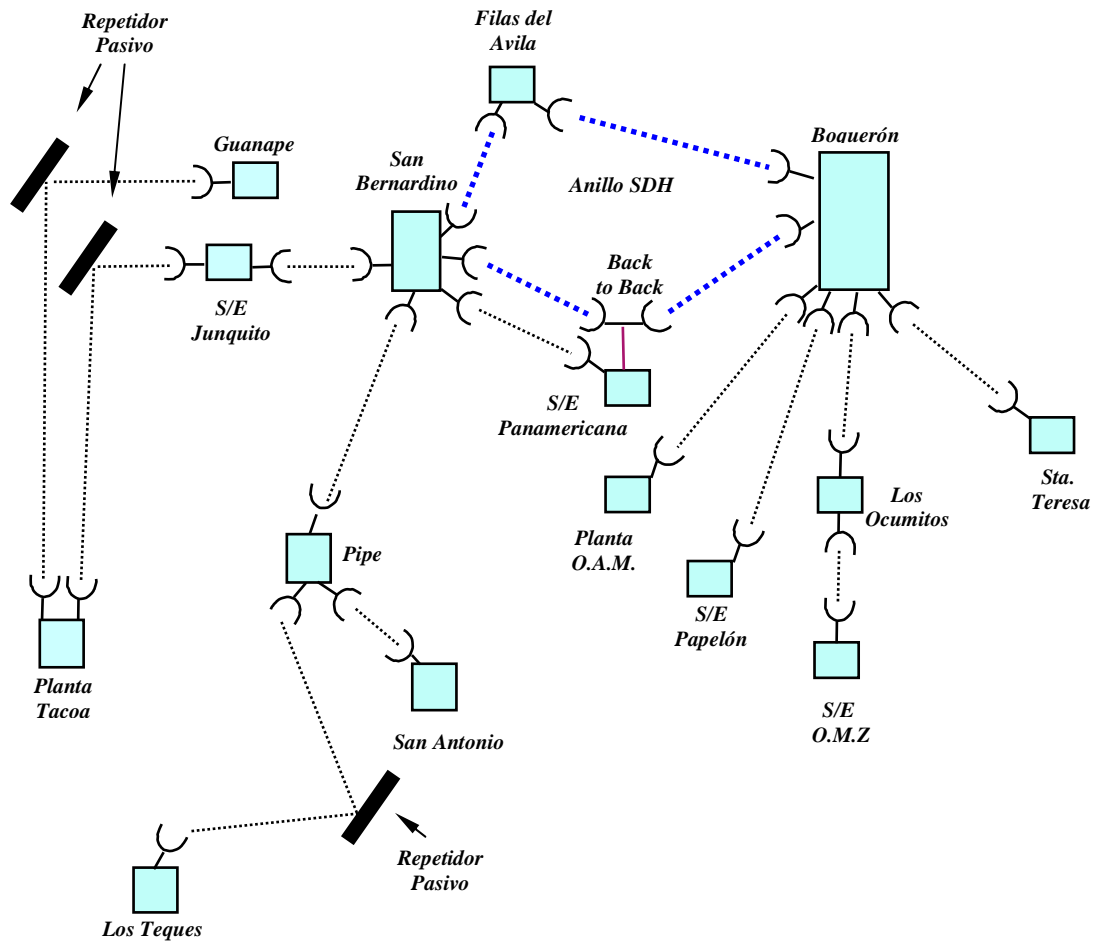 Repetidor
Pasivo
Filas del
Avila
Guanape
San
Bernardino
Boquerón
Anillo SDH
Back
to Back
S/E
Junquito
S/E
Panamericana
Sta.
Teresa
Los
Ocumitos
Planta
O.A.M.
Pipe
S/E
Papelón
Planta
Tacoa
S/E
O.M.Z
San Antonio
Repetidor
Pasivo
Los Teques